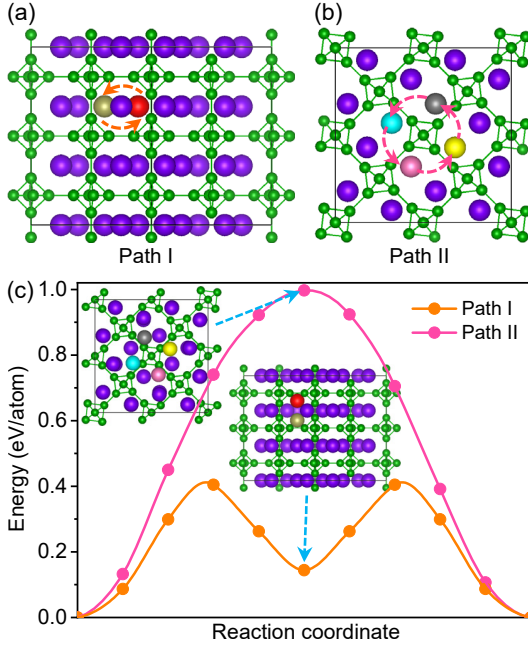 (a)
(b)
Path I
Path II
(c)
1.0
0.8
0.6
0.4
0.2
0.0
Energy (eV/atom)
Path I
Path II
Reaction coordinate